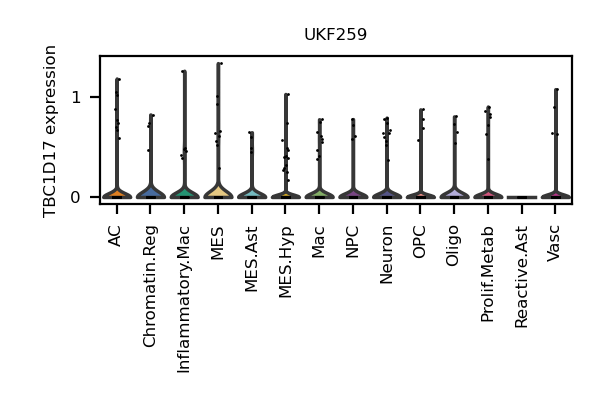 UKF259
TBC1D17 expression
1
0
AC
Chromatin.Reg
Inflammatory.Mac
MES
MES.Ast
MES.Hyp
Mac
NPC
Neuron
OPC
Oligo
Prolif.Metab
Reactive.Ast
Vasc